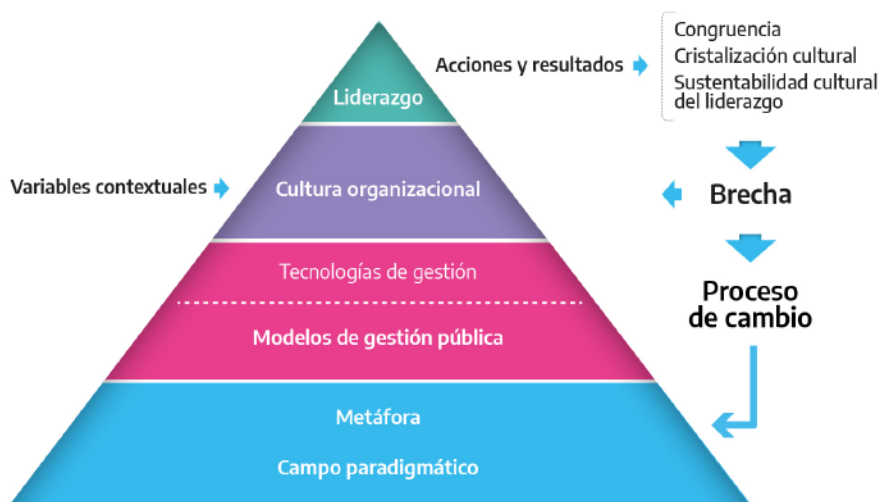 Liderazgo
Acciones y resultados
Congruencia
Cristalización cultural
Sustentabilidad cultural
del liderazgo
Variables contextuales
Cultura organizacional
Brecha
Tecnologías de gestión
Modelos de gestión pública
Proceso
de cambio
Metáfora
Campo paradigmático